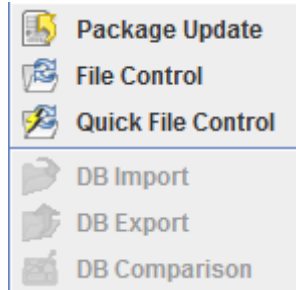 Package Update
File Control
Quick File Control
DB Import
DB Export
DB Comparison